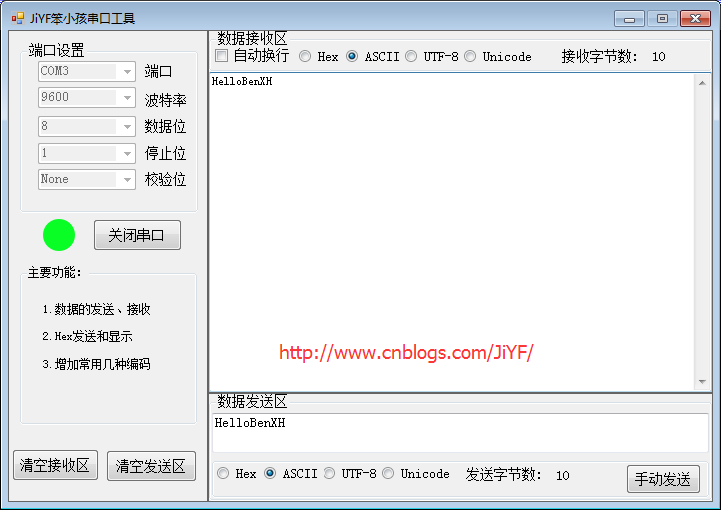 JiYF笨小孩串口工具
端口设置
COM3 端口
9600 波特率
8 数据位
1 停止位
None 校验位
关闭串口
主要功能:
1.数据的发送、接收
2.Hex发送和显示
3.增加常用几种编码
清空接收区 清空发送区
数据接收区
自动换行 Hex ASCII UTF-8 Unicode 接收字节数: 10
HelloBenXH
http://www.cnblogs.com/JiYF/
数据发送区
HelloBenXH
Hex ASCII UTF-8 Unicode 发送字节数: 10 手动发送